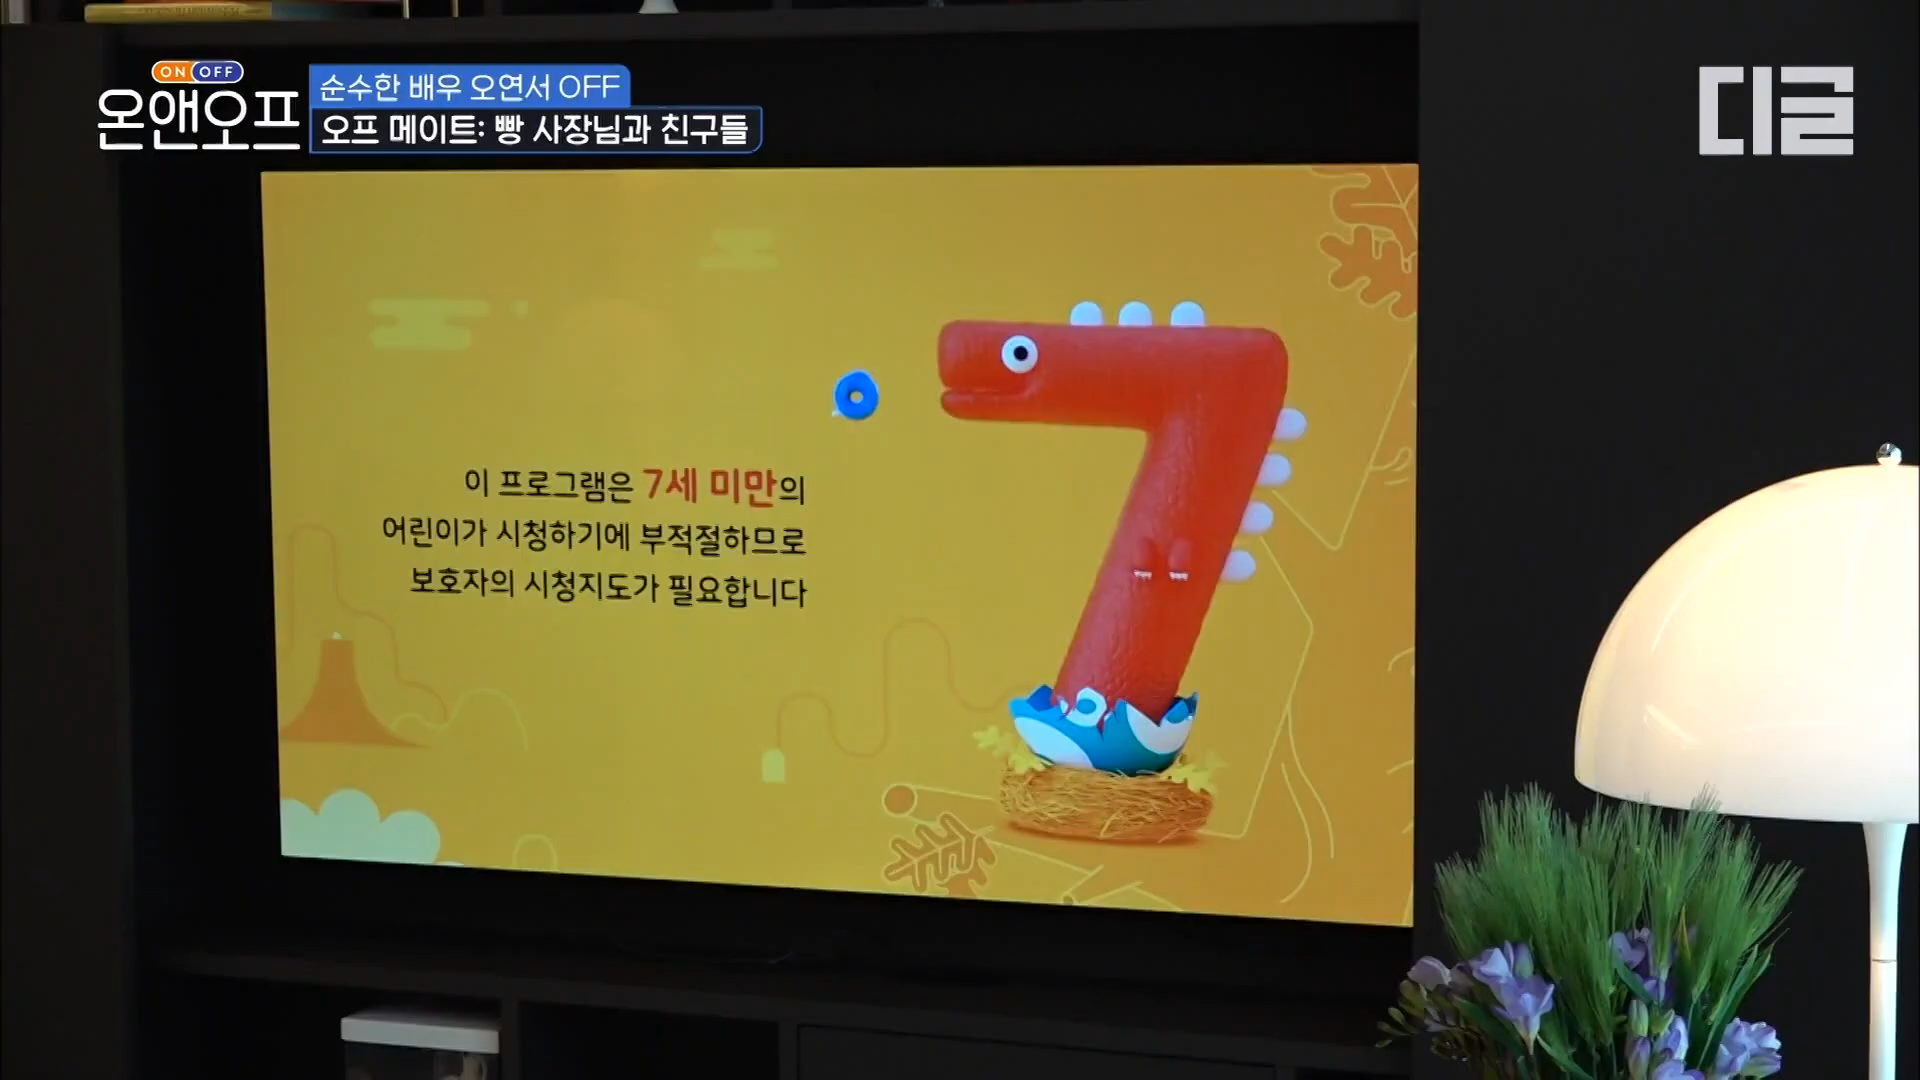 ON OFF
온앤오프
순수한 배우 오연서 OFF
오프 메이트: 빵 사장님과 친구들
디글
이 프로그램은 7세 미만의
어린이가 시청하기에 부적절하므로
보호자의 시청지도가 필요합니다